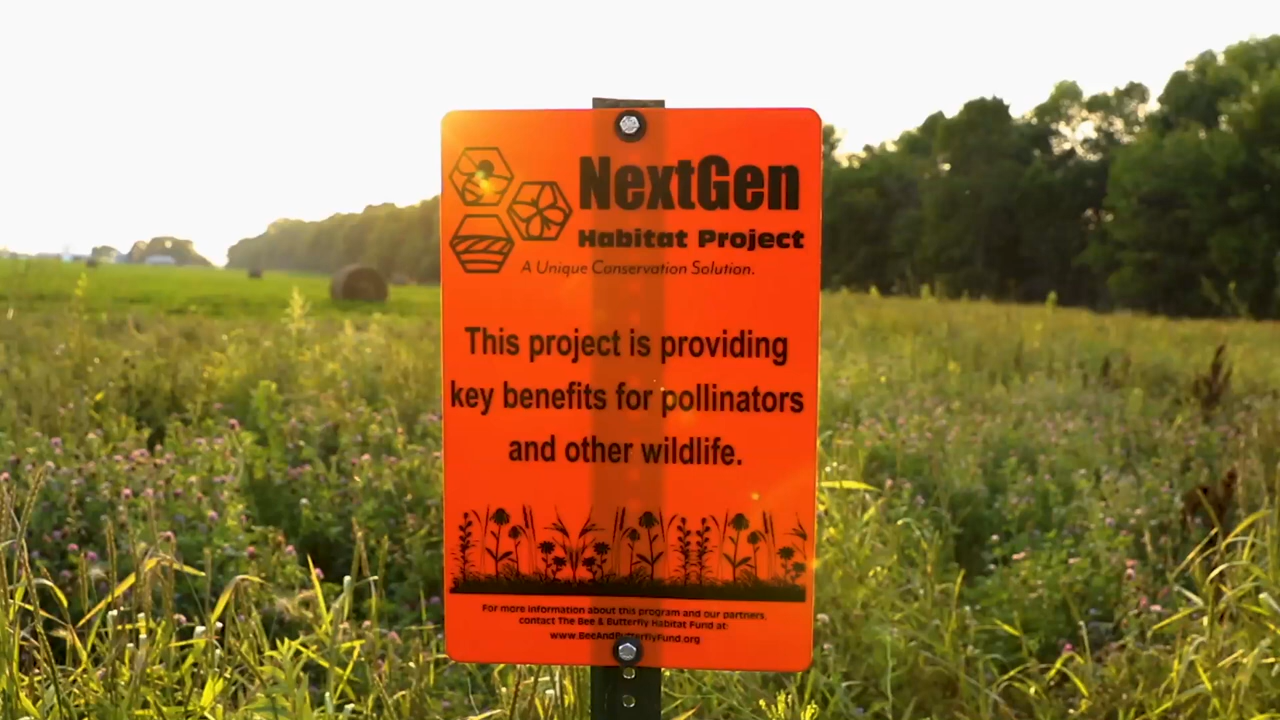 NextGen
Habitat Project
A Unique Conservation Solution.
This project is providing
key benefits for pollinators
and other wildlife.
For more information about this program and our partners,
contact The Bee & Butterfly Habitat Fund at:
www.BeeAndButterflyFund.org